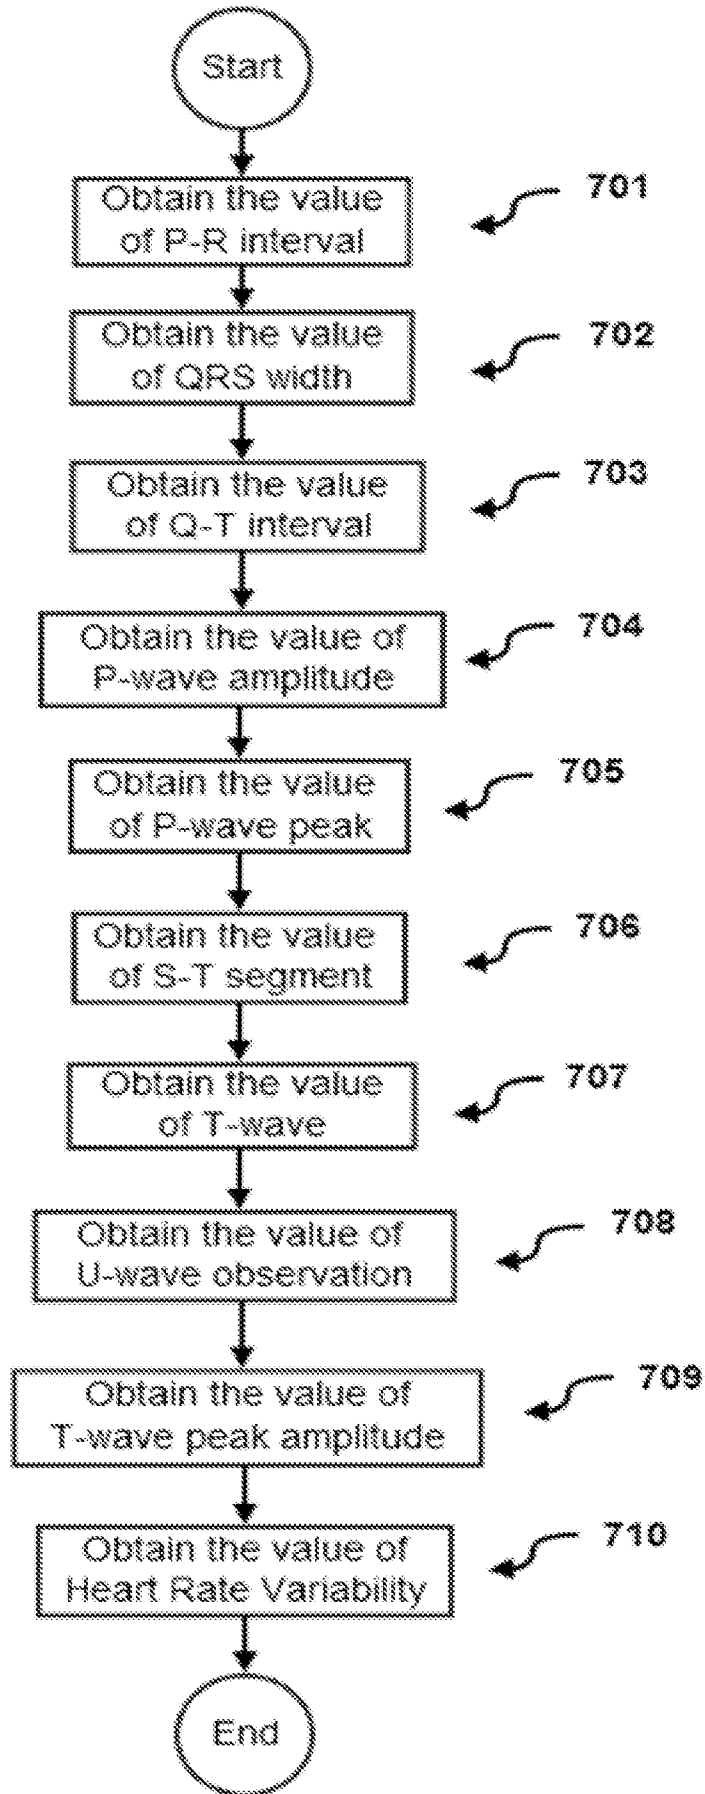 Start
Obtain the value
of P-R interval
701
Obtain the value
of QRS width
702
Obtain the value
of Q-T interval
703
Obtain the value of
P-wave amplitude
704
Obtain the value
of P-wave peak
705
Obtain the value
of S-T segment
706
Obtain the value
of T-wave
707
Obtain the value of
U-wave observation
708
Obtain the value of
T-wave peak amplitude
709
Obtain the value of
Heart Rate Variability
710
End